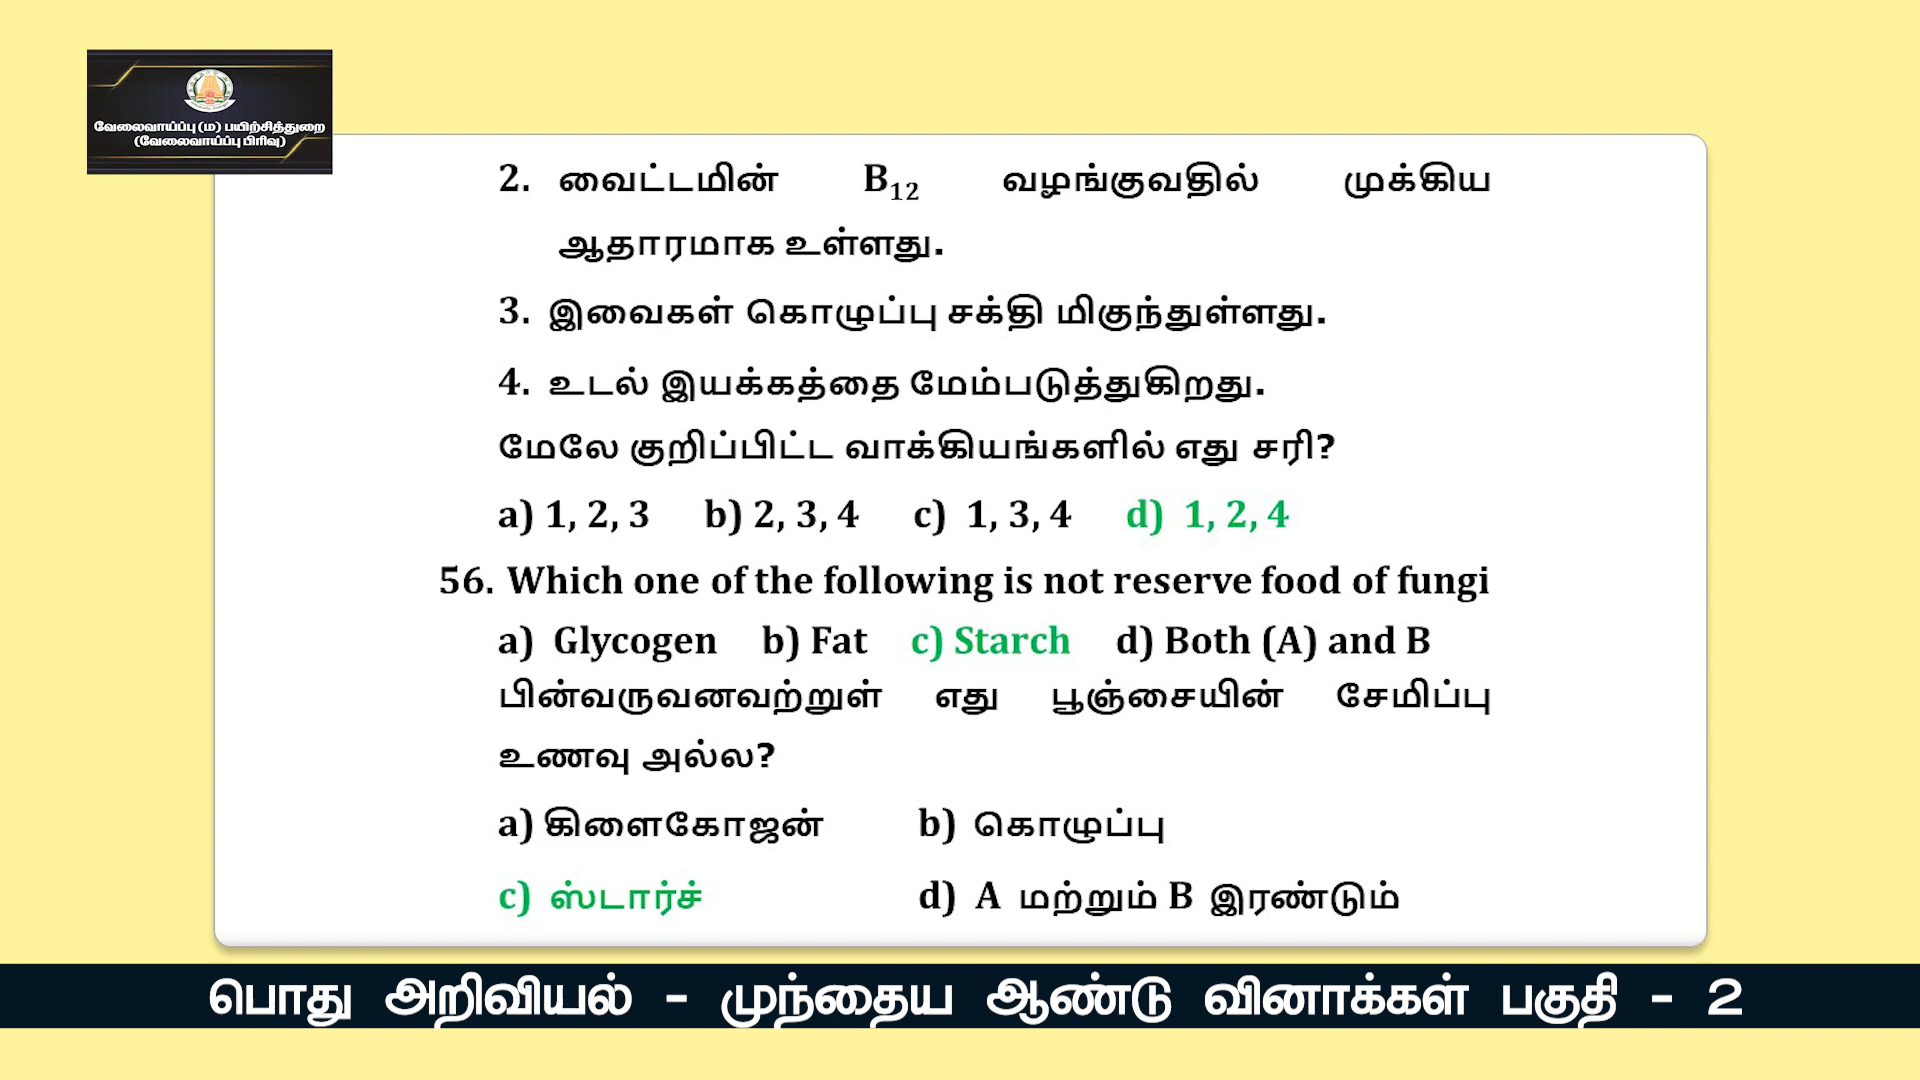 வேலைவாய்ப்பு (ம) பயிற்சித்துறை
(வேலைவாய்ப்பு பிரிவு)
2. வைட்டமின் B12 வழங்குவதில் முக்கிய
ஆதாரமாக உள்ளது.
3. இவைகள் கொழுப்பு சக்தி மிகுந்துள்ளது.
4. உடல் இயக்கத்தை மேம்படுத்துகிறது.
மேலே குறிப்பிட்ட வாக்கியங்களில் எது சரி?
a) 1, 2, 3 b) 2, 3, 4 c) 1, 3, 4 d) 1, 2, 4
56. Which one of the following is not reserve food of fungi
a) Glycogen b) Fat c) Starch d) Both (A) and B
பின்வருவனவற்றுள் எது பூஞ்சையின் சேமிப்பு
உணவு அல்ல?
a) கிளைகோஜன் b) கொழுப்பு
c) ஸ்டார்ச் d) A மற்றும் B இரண்டும்
பொது அறிவியல் - முந்தைய ஆண்டு வினாக்கள் பகுதி - 2